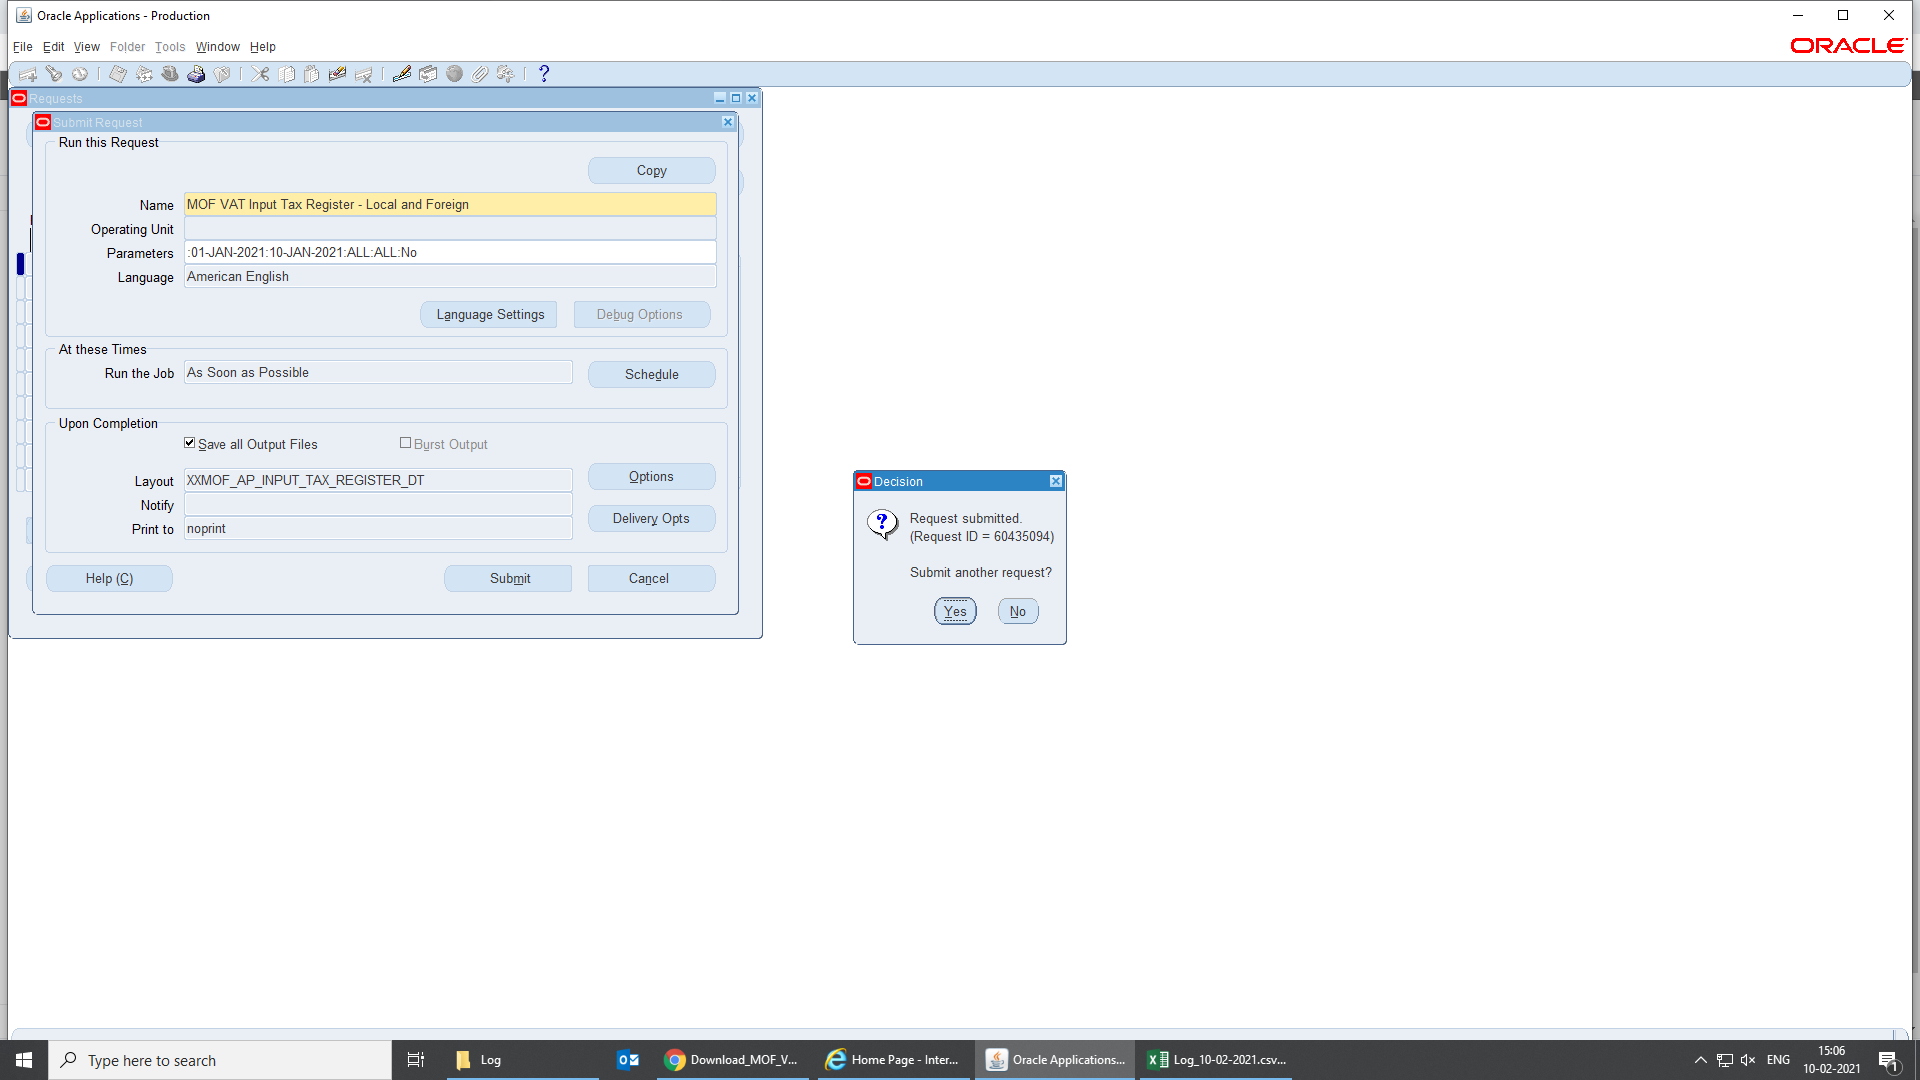 Oracle Applications - Production
File Edit View Folder Tools Window Help
ORACLE
Requests
Submit Request
Run this Request
Copy
Name MOF VAT Input Tax Register - Local and Foreign
Operating Unit
Parameters :01-JAN-2021:10-JAN-2021:ALL:ALL:No
Language American English
Language Settings Debug Options
At these Times
Run the Job As Soon as Possible Schedule
Upon Completion
Save all Output Files Burst Output
Layout XXMOF_AP_INPUT_TAX_REGISTER_DT Options
Notify
Print to noprint Delivery Opts
Help (C) Submit Cancel
Decision
Request submitted.
(Request ID = 60435094)
Submit another request?
Yes No
Type here to search Log Download_MOF_V... Home Page - Inter... Oracle Applications... Log_10-02-2021.csv... ENG
15:06
10-02-2021
1